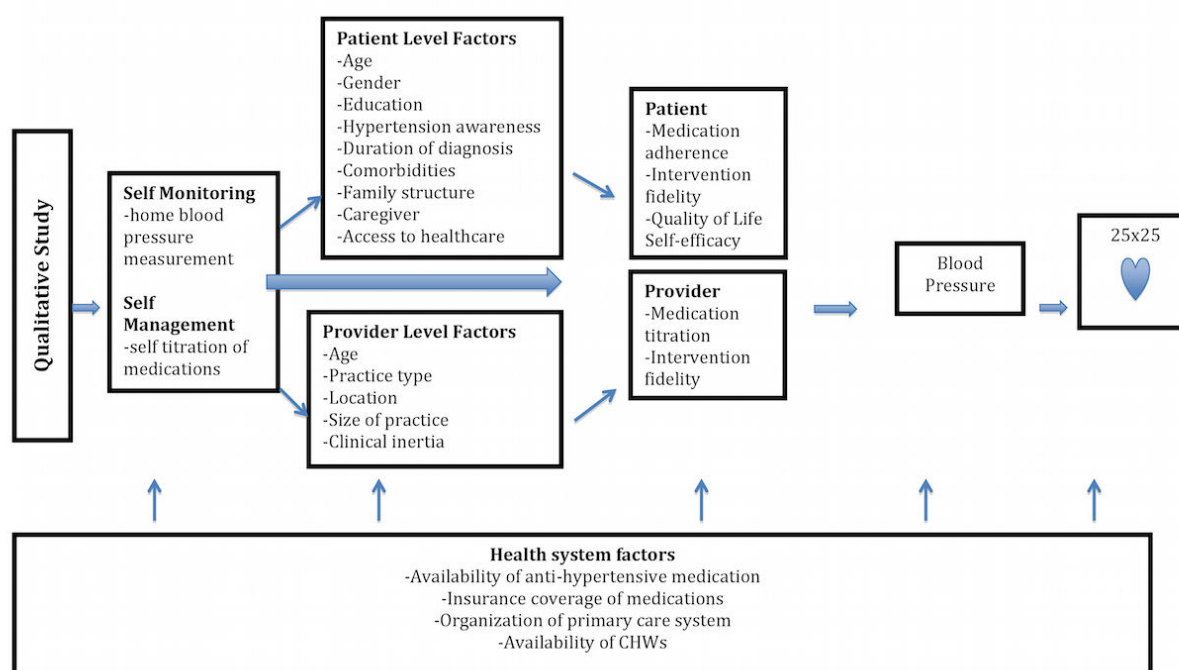 Qualitative Study
Self Monitoring
-home blood
pressure
measurement
Self
Management
-self titration of
medications
Patient Level Factors
-Age
-Gender
-Education
-Hypertension awareness
-Duration of diagnosis
-Comorbidities
-Family structure
-Caregiver
-Access to healthcare
Provider Level Factors
-Age
-Practice type
-Location
-Size of practice
-Clinical inertia
Patient
-Medication
adherence
-Intervention
fidelity
-Quality of Life
Self-efficacy
Provider
-Medication
titration
-Intervention
fidelity
Blood
Pressure
25x25
Health system factors
-Availability of anti-hypertensive medication
-Insurance coverage of medications
-Organization of primary care system
-Availability of CHWs